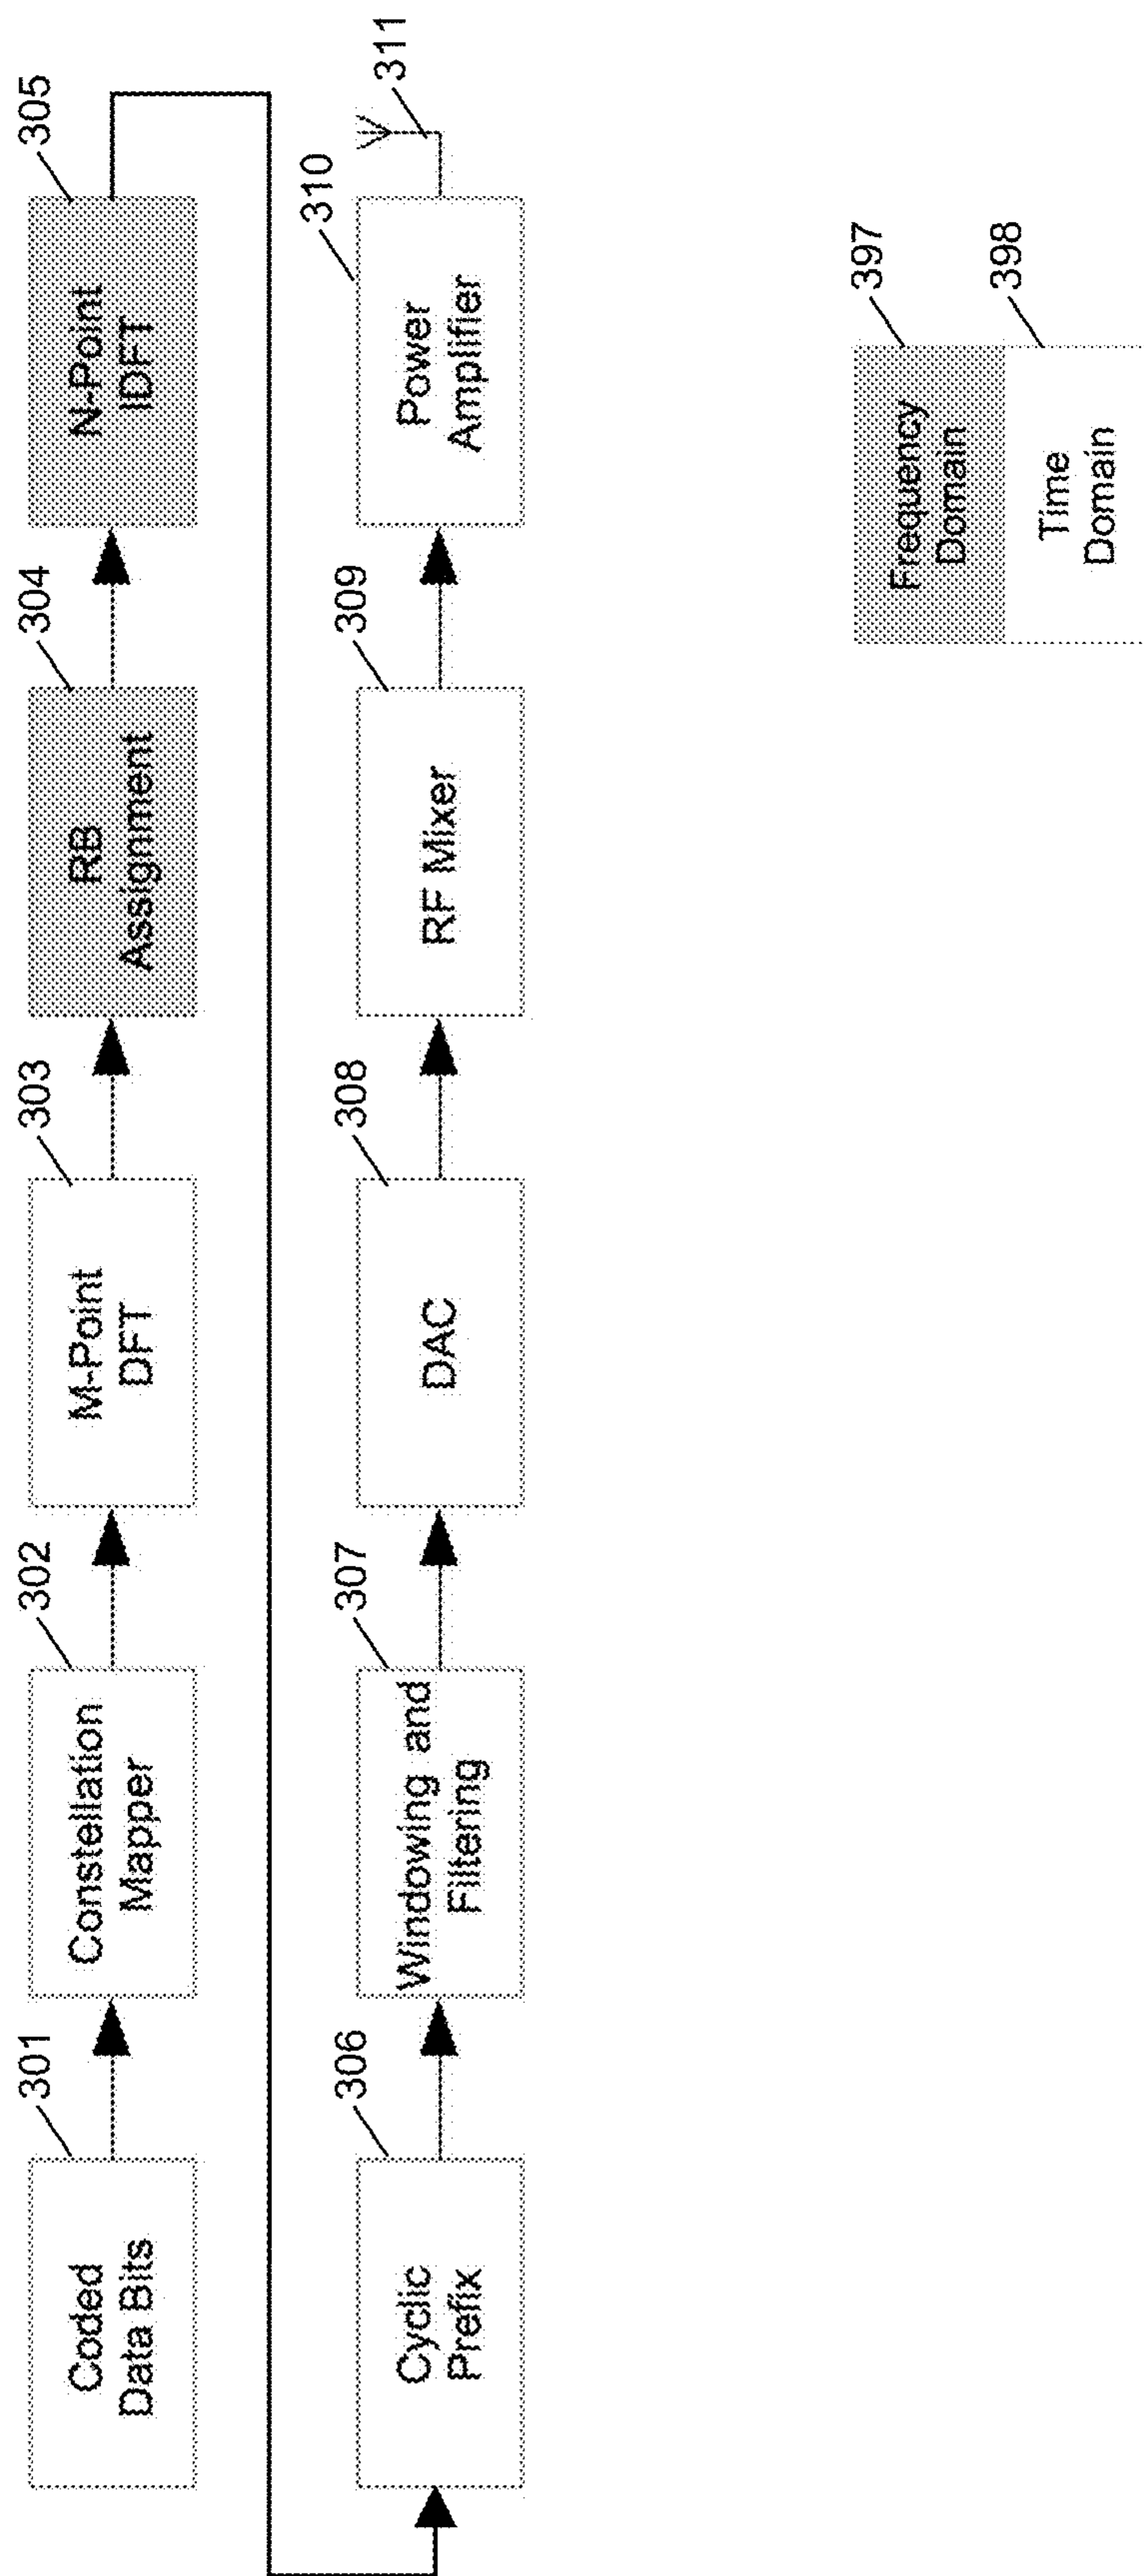 301
Coded
Data Bits
302
Constellation
Mapper
303
M-Point
DFT
304
RB
Assignment
305
N-Point
IDFT
306
Cyclic
Prefix
307
Windowing and
Filtering
308
DAC
309
RF Mixer
310
Power
Amplifier
311
397
Frequency
Domain
398
Time
Domain